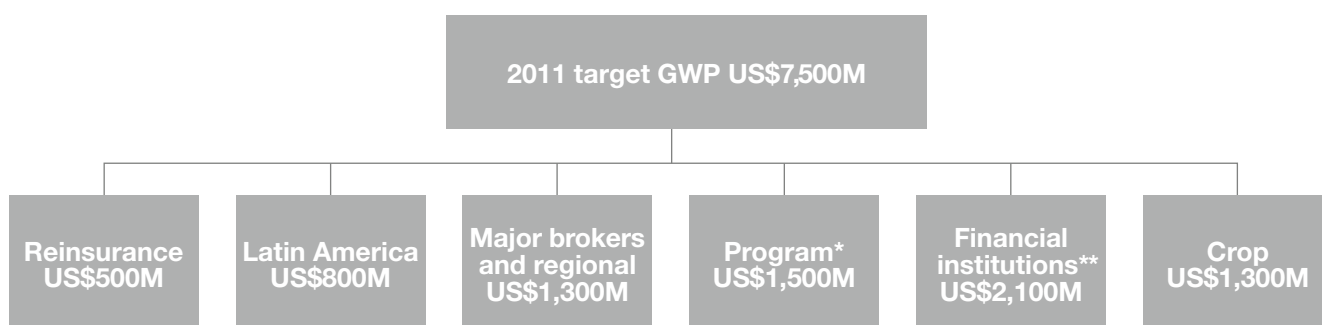 2011 target GWP US$7,500M
Reinsurance
US$500M
Latin America
US$800M
Major brokers
and regional
US$1,300M
Program*
US$1,500M
Financial
institutions**
US$2,100M
Crop
US$1,300M